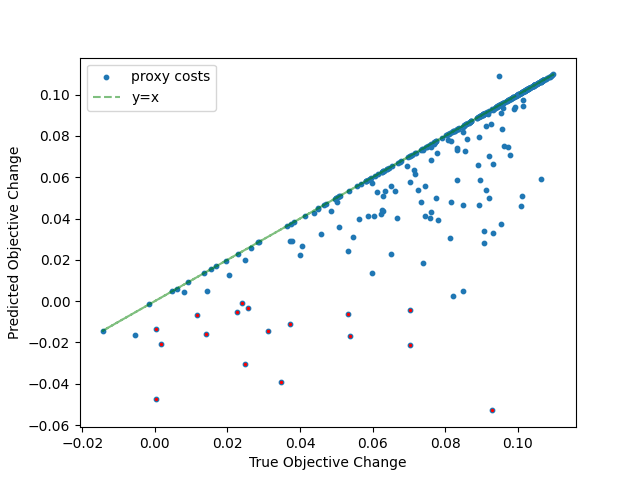 proxy costs
y=x
Predicted Objective Change
0.10
0.08
0.06
0.04
0.02
0.00
−0.02
−0.04
−0.06
−0.02 0.00 0.02 0.04 0.06 0.08 0.10
True Objective Change